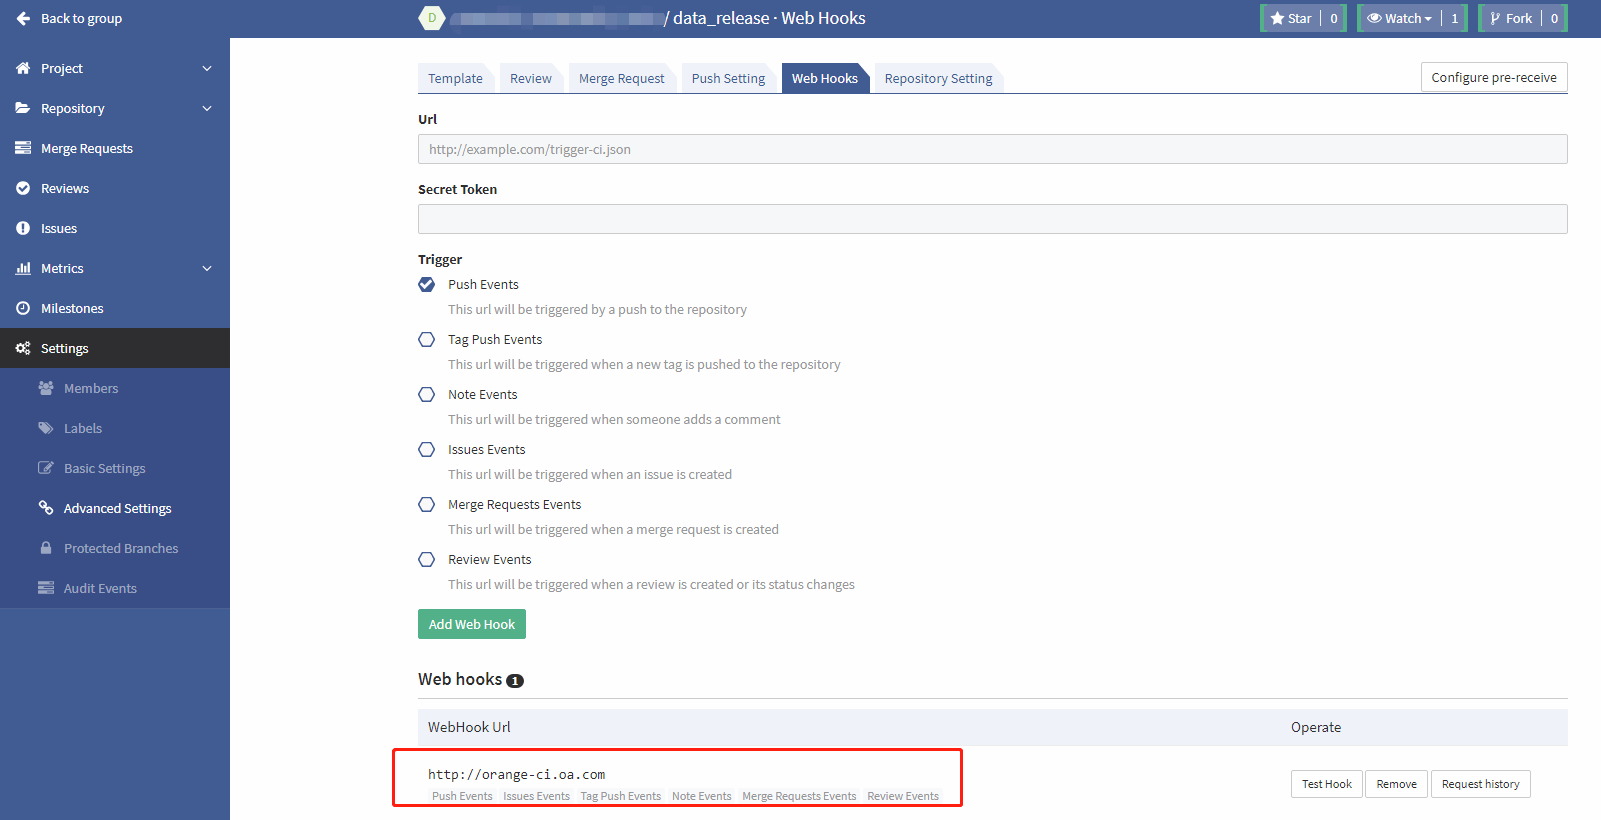 Back to group
D / data_release · Web Hooks
Star 0
Watch 1
Fork 0
Project
Repository
Merge Requests
Reviews
Issues
Metrics
Milestones
Settings
Members
Labels
Basic Settings
Advanced Settings
Protected Branches
Audit Events
Template Review Merge Request Push Setting Web Hooks Repository Setting
Configure pre-receive
Url
http://example.com/trigger-ci.json
Secret Token
Trigger
Push Events
This url will be triggered by a push to the repository
Tag Push Events
This url will be triggered when a new tag is pushed to the repository
Note Events
This url will be triggered when someone adds a comment
Issues Events
This url will be triggered when an issue is created
Merge Requests Events
This url will be triggered when a merge request is created
Review Events
This url will be triggered when a review is created or its status changes
Add Web Hook
Web hooks 1
WebHook Url Operate
http://orange-ci.oa.com
Push Events Issues Events Tag Push Events Note Events Merge Requests Events Review Events
Test Hook Remove Request history